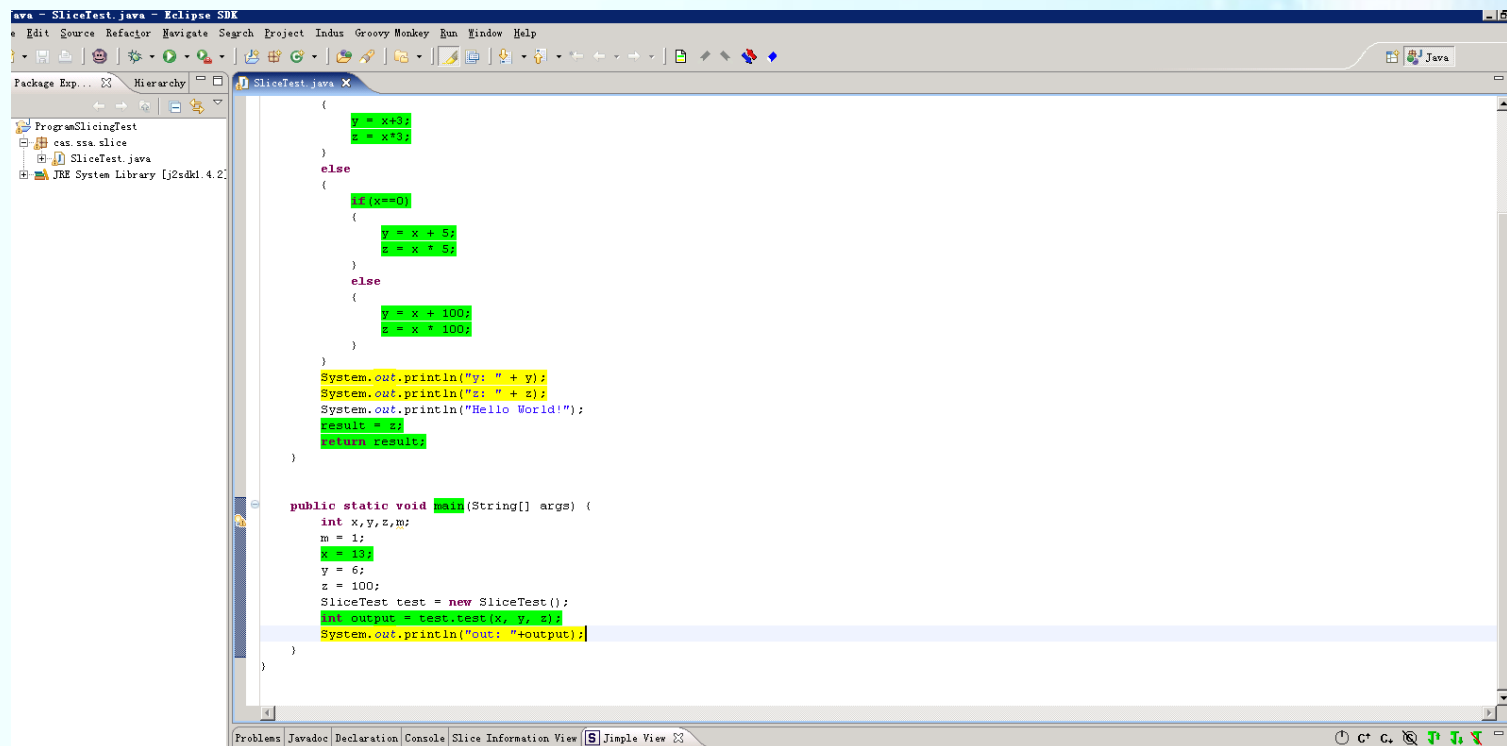 ava - SliceTest.java - Eclipse SDK
e Edit Source Refactor Navigate Search Project Indus Groovy Monkey Run Window Help
Java
Package Exp... Hierarchy
SliceTest.java
ProgramSlicingTest
cas.ssa.slice
SliceTest.java
JRE System Library [j2sdk1.4.2]
{
y = x+3;
z = x*3;
}
else
{
if(x==0)
{
y = x + 5;
z = x * 5;
}
else
{
y = x + 100;
z = x * 100;
}
}
System.out.println("y: " + y);
System.out.println("z: " + z);
System.out.println("Hello World!");
result = z;
return result;
}
public static void main(String[] args) {
int x,y,z,m;
m = 1;
x = 13;
y = 6;
z = 100;
SliceTest test = new SliceTest();
int output = test.test(x, y, z);
System.out.println("out: "+output);
}
}
Problems Javadoc Declaration Console Slice Information View S Jimple View